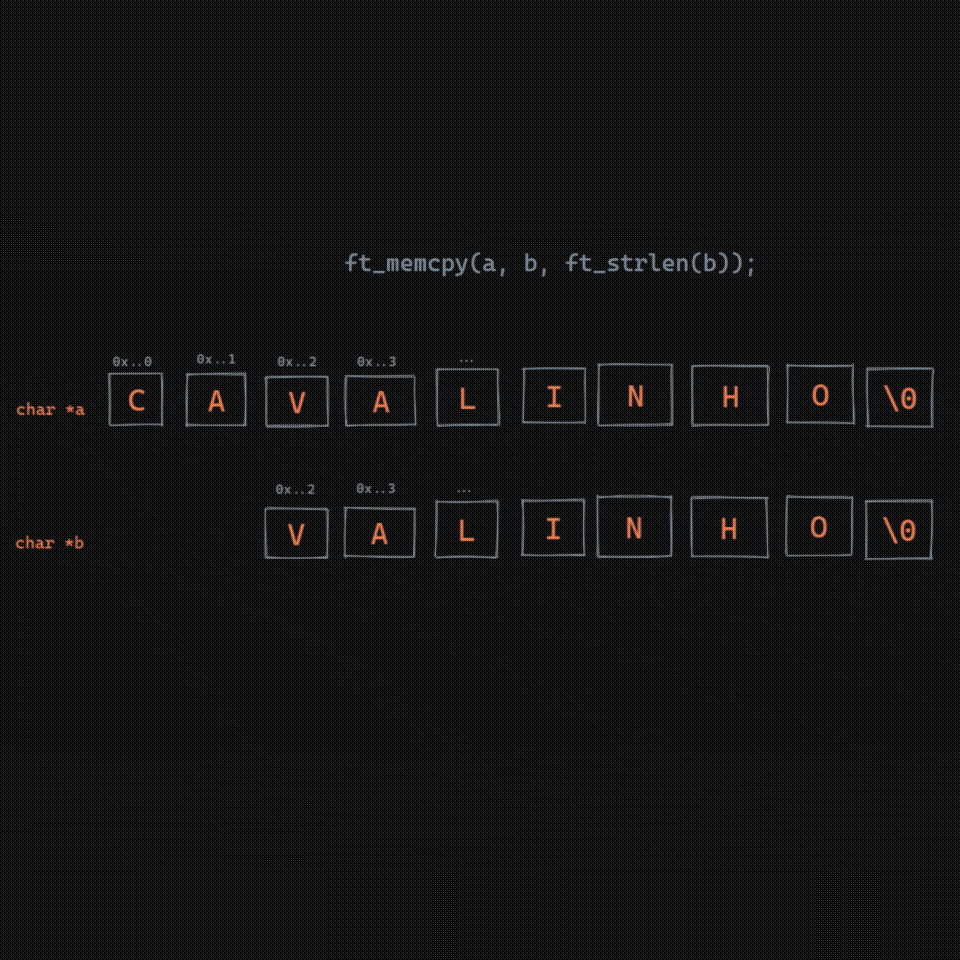 ft_memcpy(a, b, ft_strlen(b));
0x..0 0x..1 0x..2 0x..3 ...
char *a C A V A L I N H O \0
0x..2 0x..3 ...
char *b V A L I N H O \0